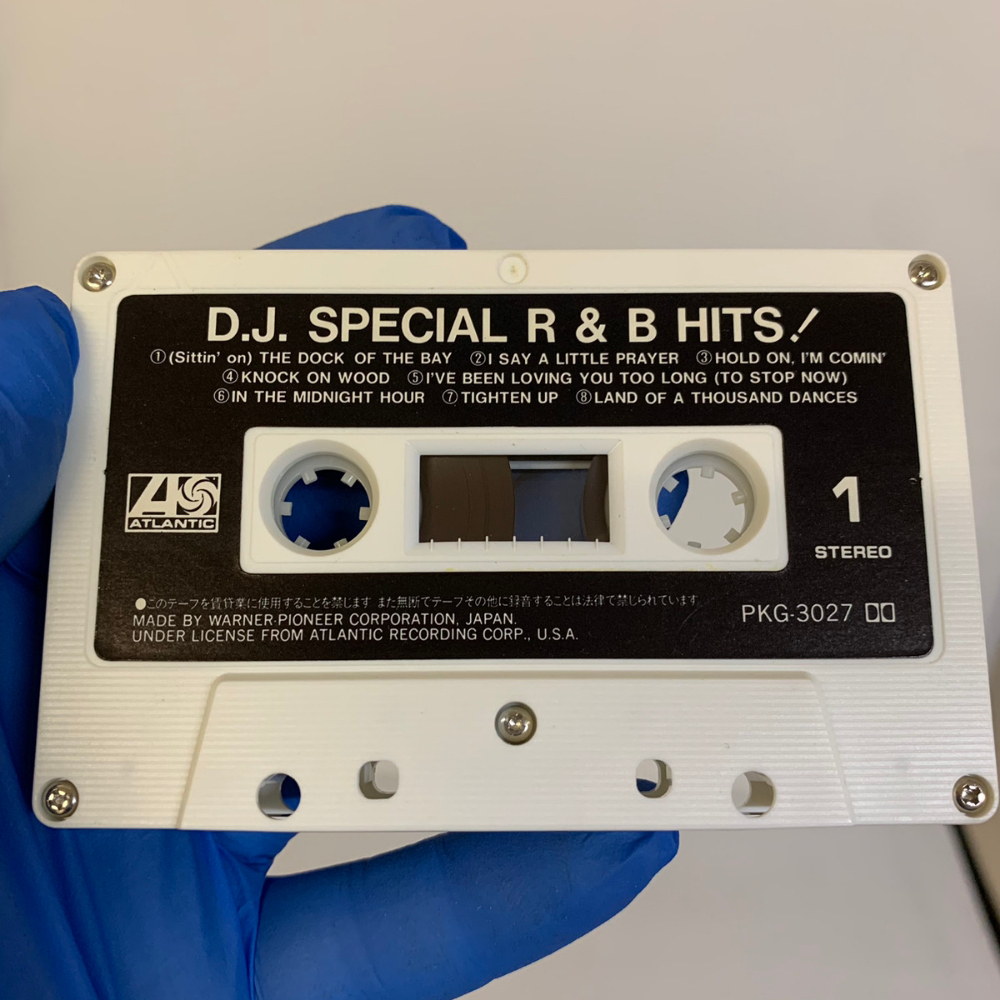 D.J. SPECIAL R & B HITS!
①(Sittin' on) THE DOCK OF THE BAY ②I SAY A LITTLE PRAYER ③HOLD ON, I'M COMIN'
④KNOCK ON WOOD ⑤I'VE BEEN LOVING YOU TOO LONG (TO STOP NOW)
⑥IN THE MIDNIGHT HOUR ⑦TIGHTEN UP ⑧LAND OF A THOUSAND DANCES
ATLANTIC
1
STEREO
●このテープを賃貸業に使用することを禁じます また無断でテープその他に録音することは法律で禁じられています
MADE BY WARNER-PIONEER CORPORATION, JAPAN.
UNDER LICENSE FROM ATLANTIC RECORDING CORP., U.S.A.
PKG-3027